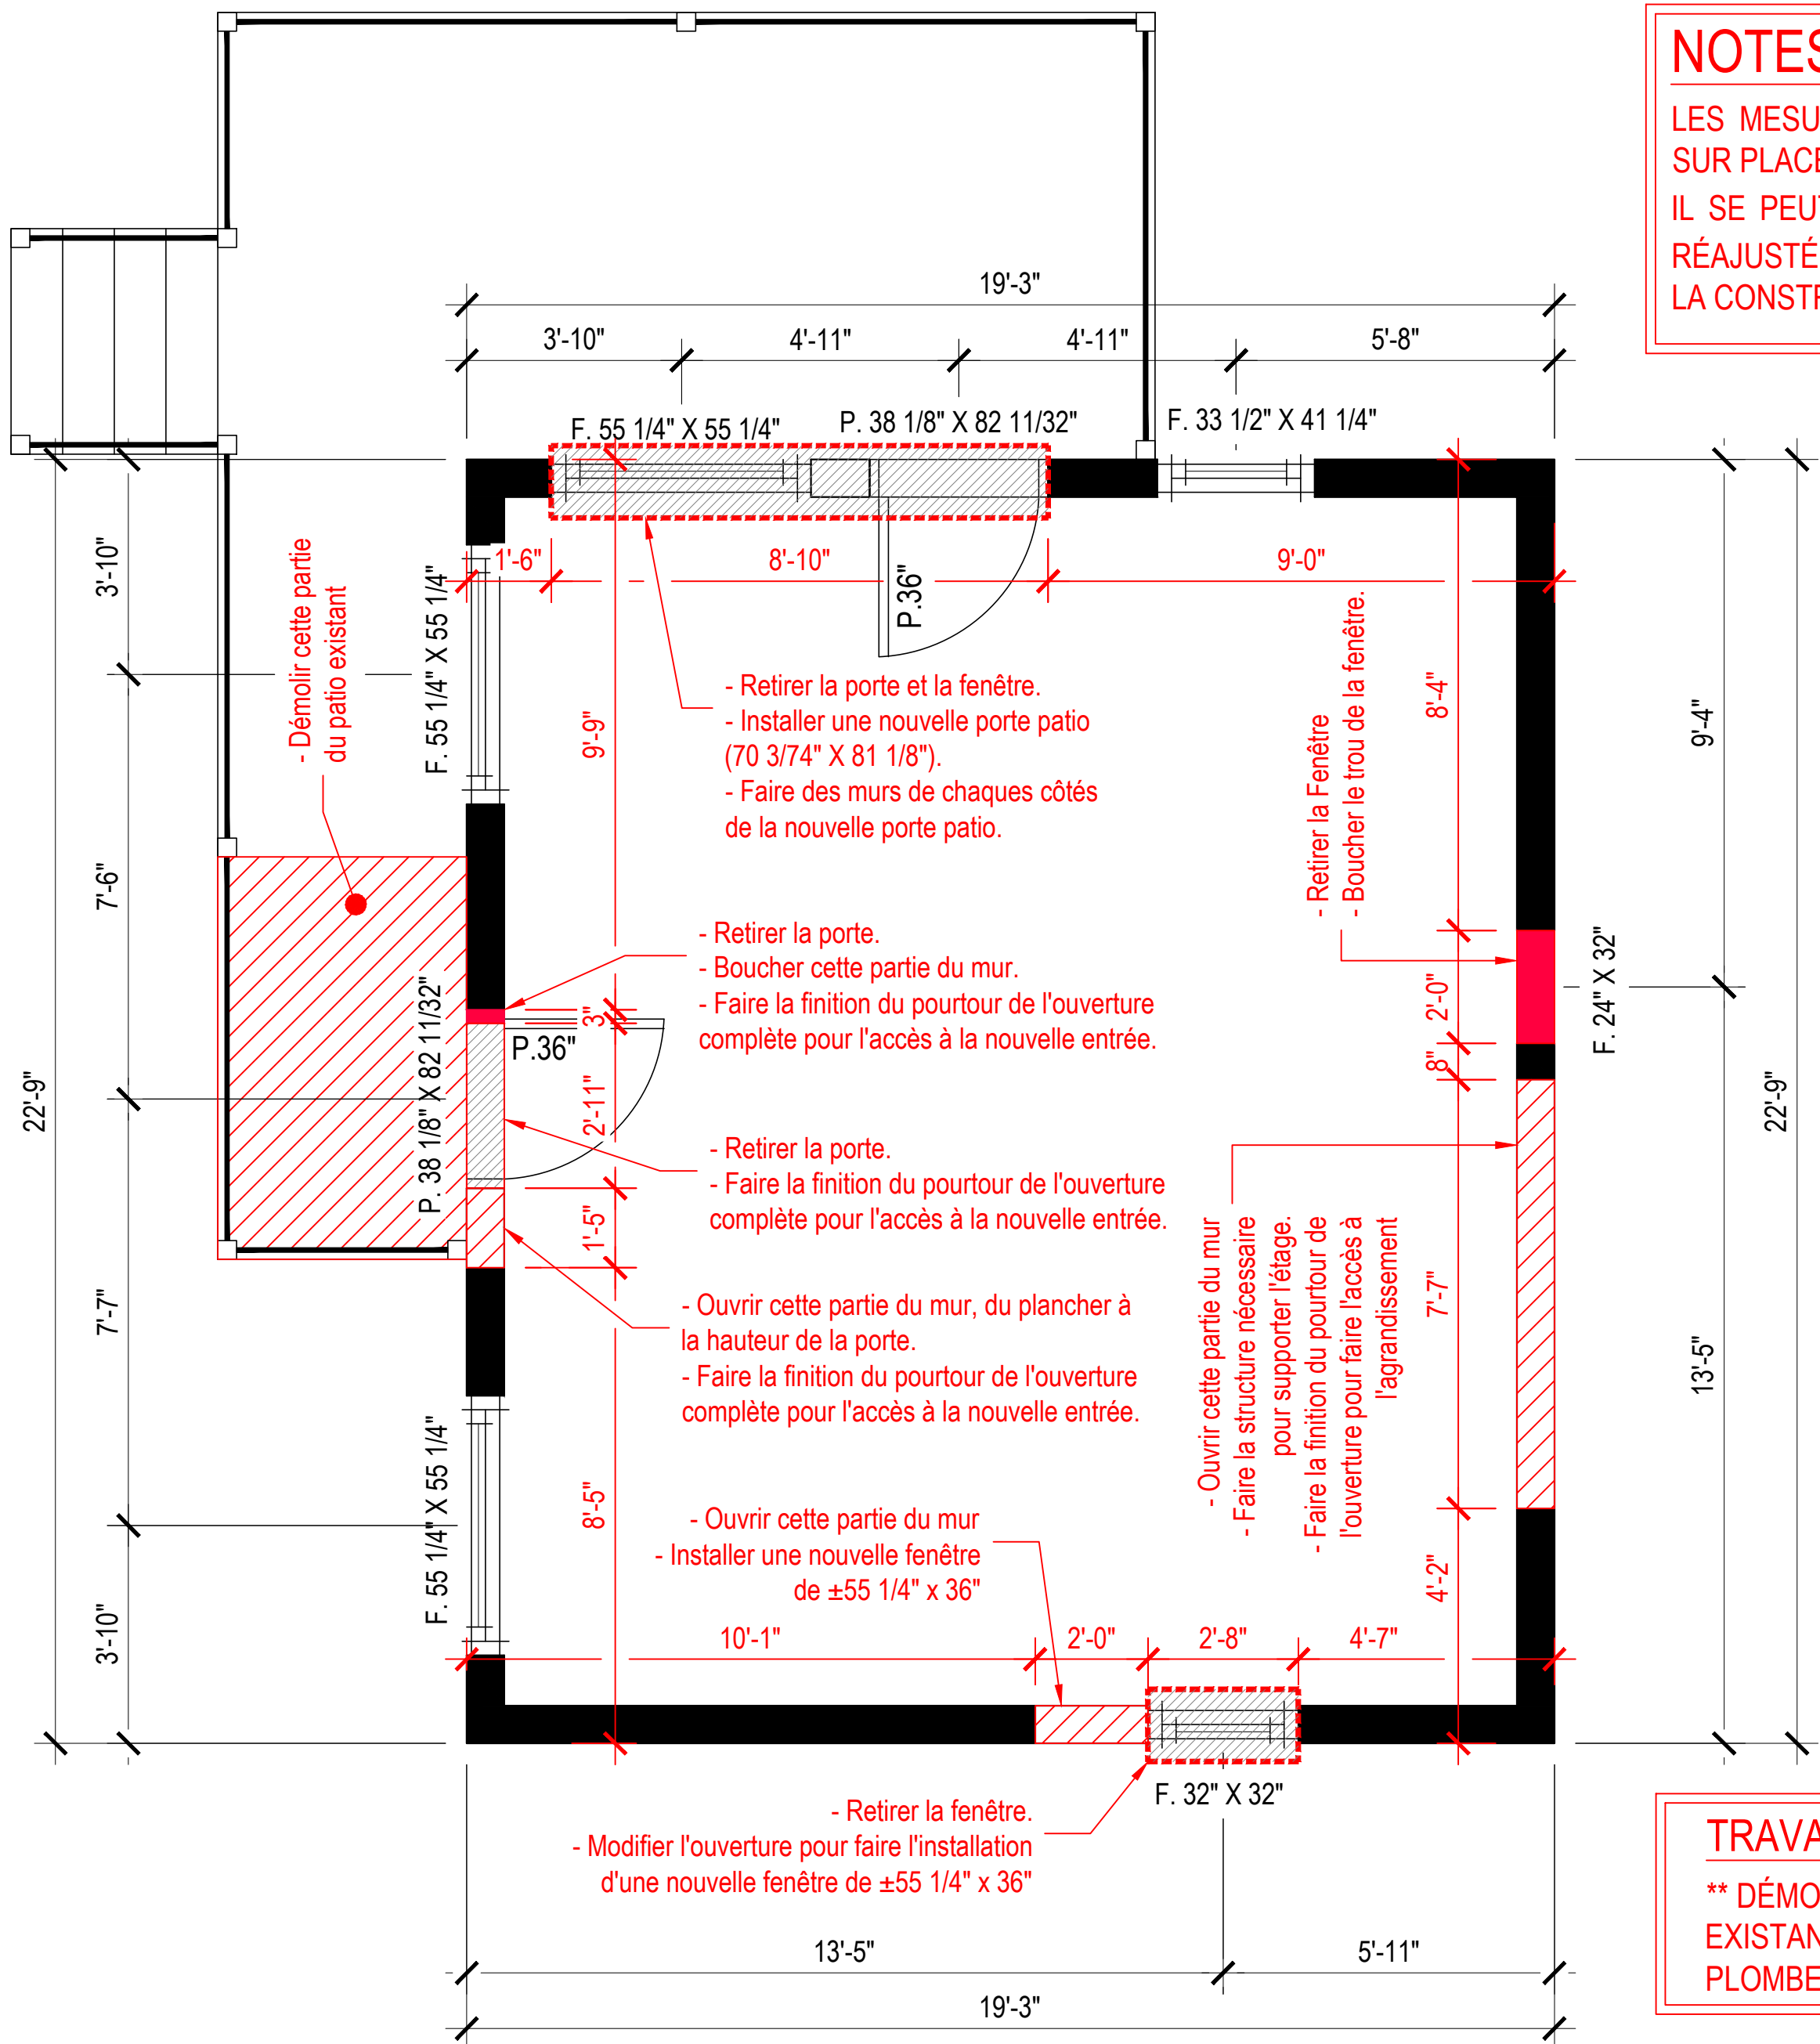 NOTES
LES MESU
SUR PLACE
IL SE PEUT
RÉAJUSTÉ
LA CONSTR
19'-3"
3'-10"
4'-11"
4'-11"
5'-8"
F. 55 1/4" X 55 1/4"
P. 38 1/8" X 82 11/32"
F. 33 1/2" X 41 1/4"
1'-6"
8'-10"
9'-0"
P.36"
3'-10"
7'-6"
7'-7"
3'-10"
22'-9"
- Démolir cette partie
du patio existant
F. 55 1/4" X 55 1/4"
P. 38 1/8" X 82 11/32"
F. 55 1/4" X 55 1/4"
9'-9"
3"
2'-11"
1'-5"
8'-5"
- Retirer la porte et la fenêtre.
- Installer une nouvelle porte patio
(70 3/74" X 81 1/8").
- Faire des murs de chaques côtés
de la nouvelle porte patio.
- Retirer la porte.
- Boucher cette partie du mur.
- Faire la finition du pourtour de l'ouverture
complète pour l'accès à la nouvelle entrée.
P.36"
- Retirer la porte.
- Faire la finition du pourtour de l'ouverture
complète pour l'accès à la nouvelle entrée.
- Ouvrir cette partie du mur, du plancher à
la hauteur de la porte.
- Faire la finition du pourtour de l'ouverture
complète pour l'accès à la nouvelle entrée.
- Retirer la Fenêtre
- Boucher le trou de la fenêtre.
8'-4"
2'-0"
8"
7'-7"
4'-2"
F. 24" X 32"
9'-4"
13'-5"
22'-9"
- Ouvrir cette partie du mur
- Faire la structure nécessaire
pour supporter l'étage.
- Faire la finition du pourtour de
l'ouverture pour faire l'accès à
l'agrandissement
- Ouvrir cette partie du mur
- Installer une nouvelle fenêtre
de ±55 1/4" x 36"
10'-1"
2'-0"
2'-8"
4'-7"
F. 32" X 32"
- Retirer la fenêtre.
- Modifier l'ouverture pour faire l'installation
d'une nouvelle fenêtre de ±55 1/4" x 36"
13'-5"
5'-11"
19'-3"
TRAVA
** DÉMO
EXISTAN
PLOMBE